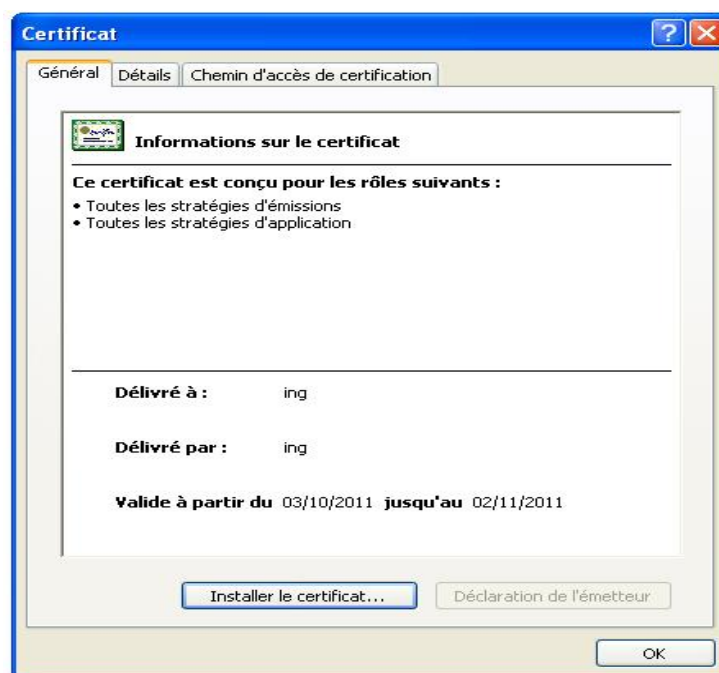 Certificat
Général Détails Chemin d'accès de certification
Informations sur le certificat
Ce certificat est conçu pour les rôles suivants :
• Toutes les stratégies d'émissions
• Toutes les stratégies d'application
Délivré à : ing
Délivré par : ing
Valide à partir du 03/10/2011 jusqu'au 02/11/2011
Installer le certificat... Déclaration de l'émetteur
OK